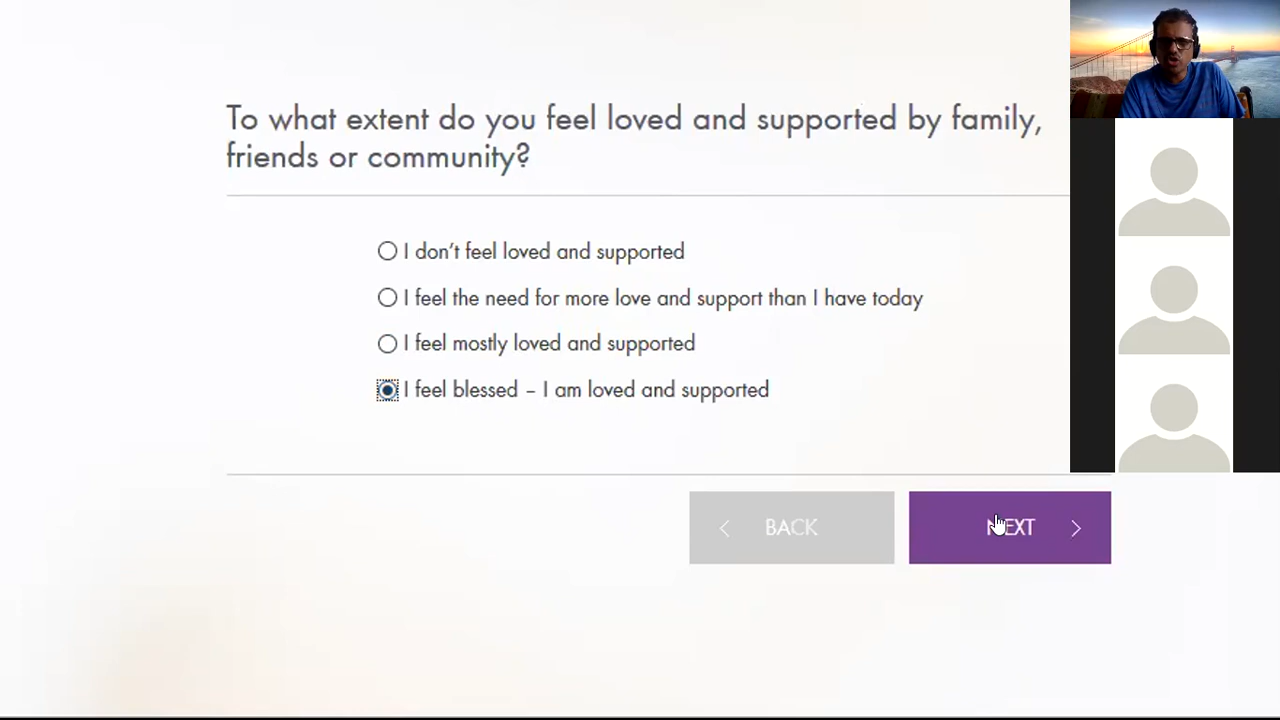 To what extent do you feel loved and supported by family,
friends or community?
I don't feel loved and supported
I feel the need for more love and support than I have today
I feel mostly loved and supported
I feel blessed – I am loved and supported
BACK
NEXT